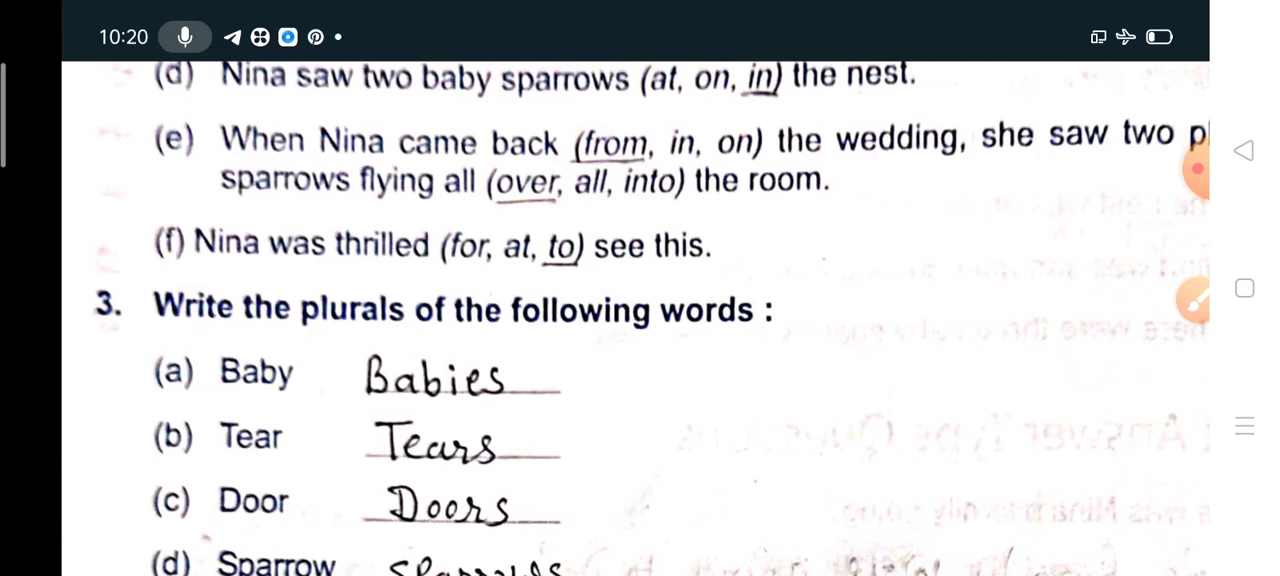 10:20
(d) Nina saw two baby sparrows (at, on, in) the nest.
(e) When Nina came back (from, in, on) the wedding, she saw two
sparrows flying all (over, all, into) the room.
(f) Nina was thrilled (for, at, to) see this.
3. Write the plurals of the following words :
(a) Baby Babies
(b) Tear Tears
(c) Door Doors
(d) Sparrow Sparrows